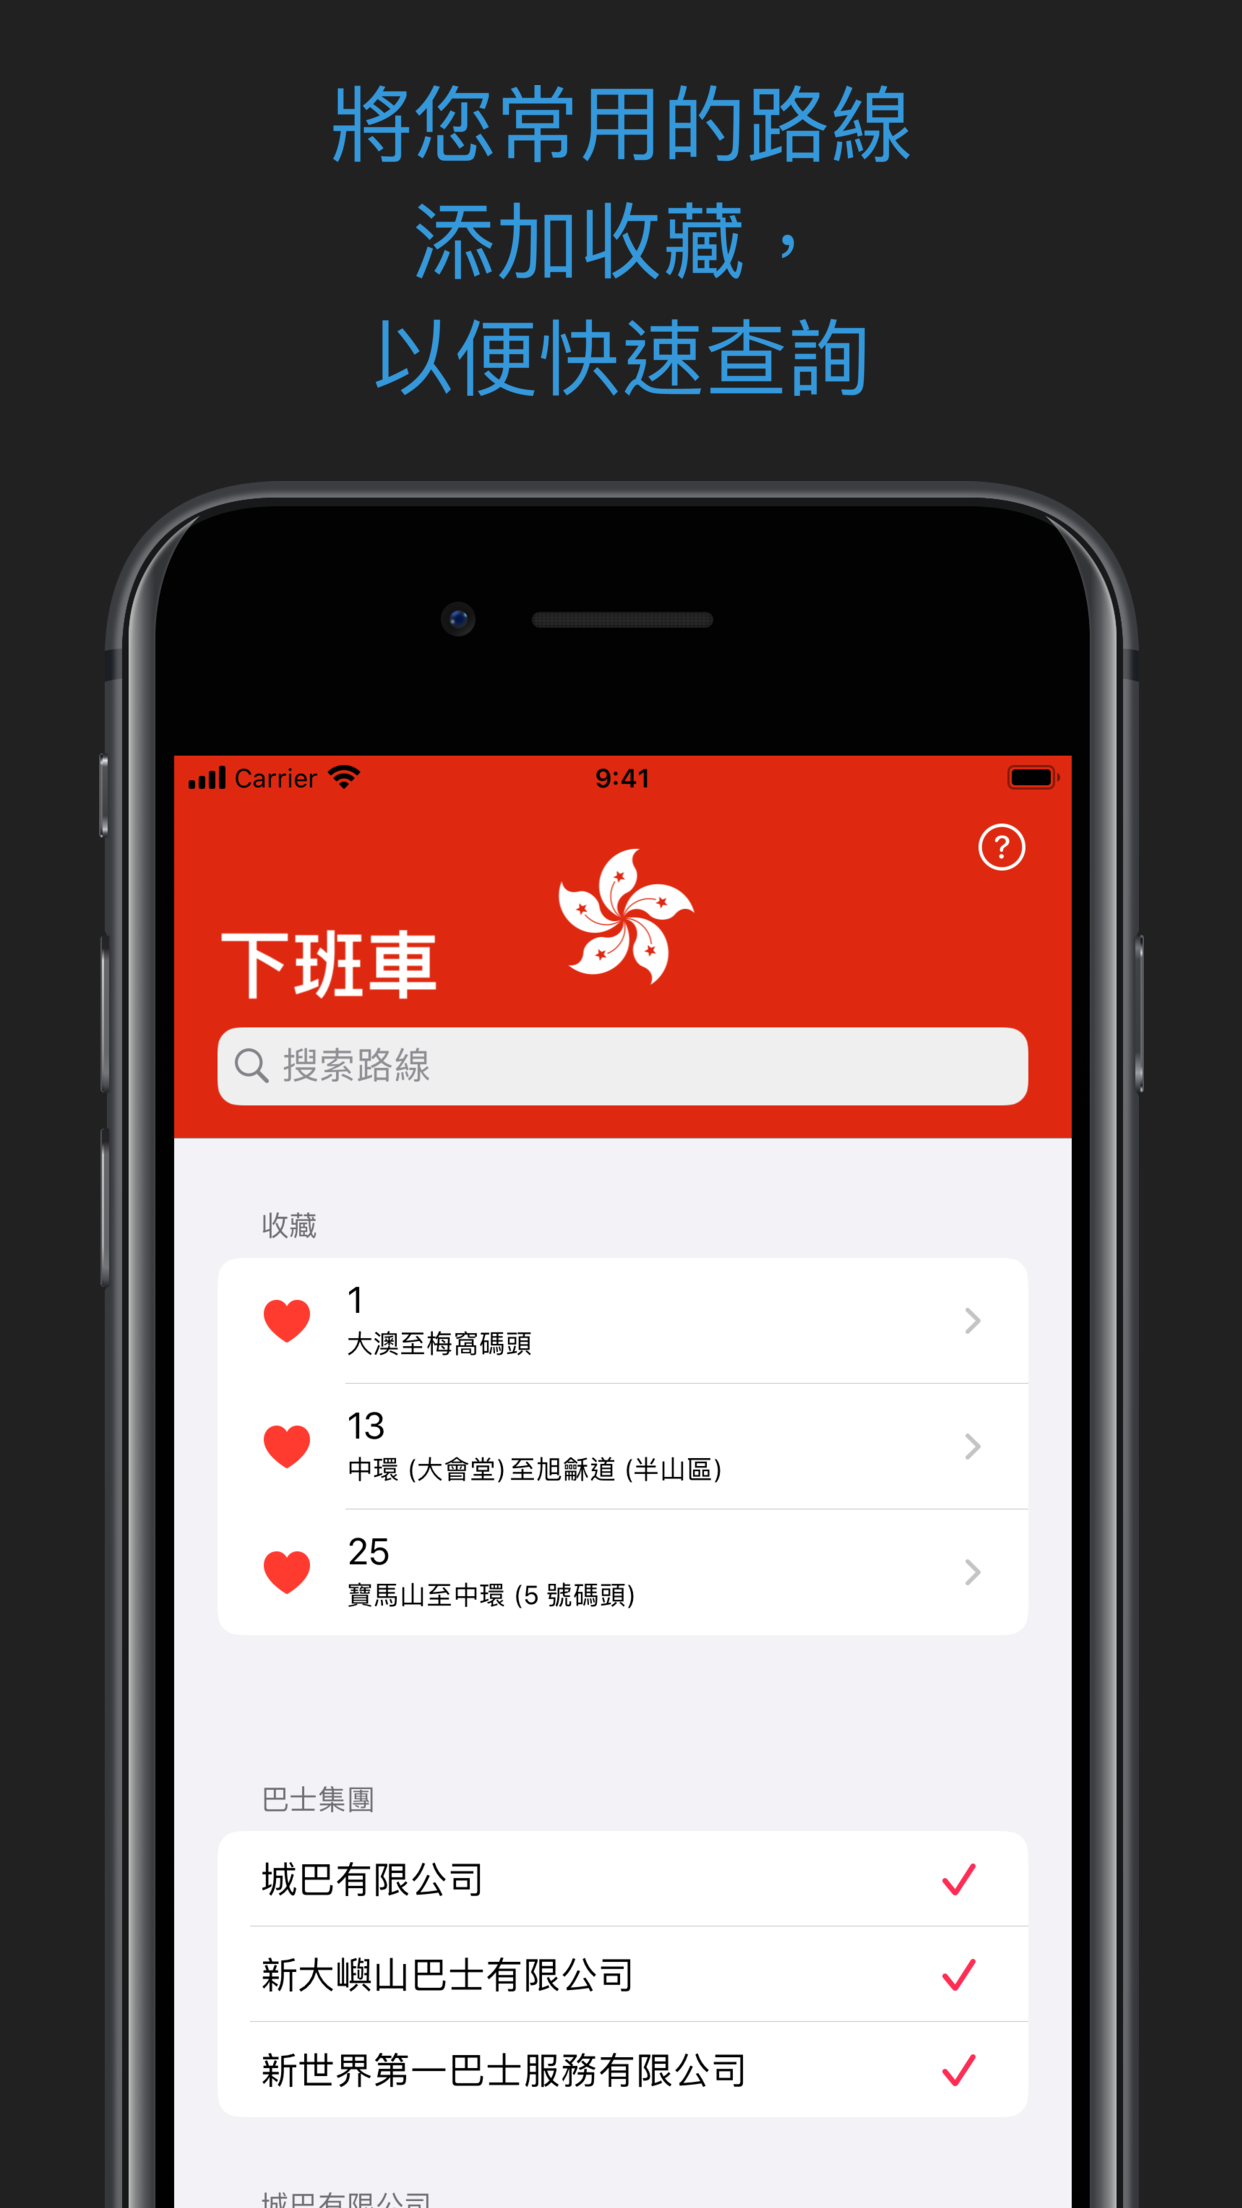 將您常用的路線
添加收藏，
以便快速查詢
Carrier
9:41
?
下班車
搜索路線
收藏
1
大澳至梅窩碼頭
13
中環 (大會堂) 至旭龢道 (半山區)
25
寶馬山至中環 (5 號碼頭)
巴士集團
城巴有限公司
新大嶼山巴士有限公司
新世界第一巴士服務有限公司
城巴有限公司